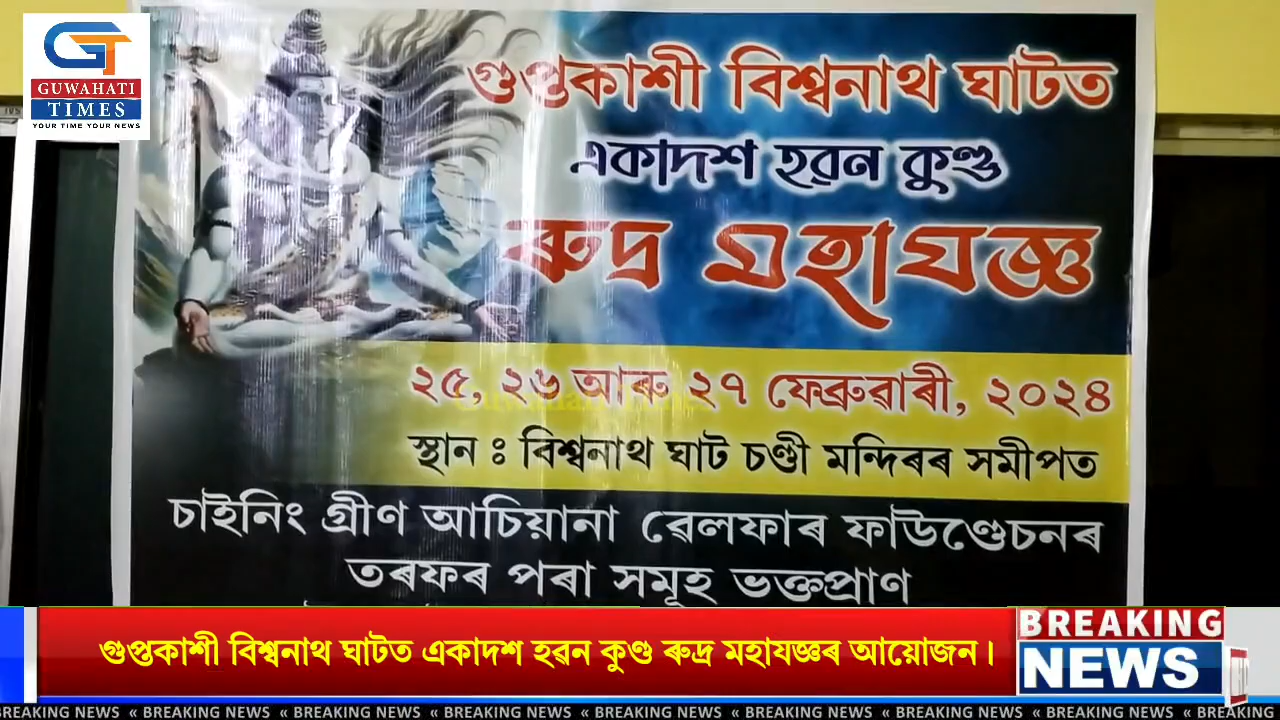 GT
GUWAHATI
TIMES
YOUR TIME YOUR NEWS
গুপ্তকাশী বিশ্বনাথ ঘাটত
একাদশ হৱন কুণ্ড
ৰুদ্ৰ মহাযজ্ঞ
২৫, ২৬ আৰু ২৭ ফেব্ৰুৱাৰী, ২০২৪
স্থান ঃ বিশ্বনাথ ঘাট চণ্ডী মন্দিৰৰ সমীপত
চাইনিং গ্ৰীণ আচিয়ানা ৱেলফাৰ ফাউণ্ডেচনৰ
তৰফৰ পৰা সমূহ ভক্তপ্ৰাণ
গুপ্তকাশী বিশ্বনাথ ঘাটত একাদশ হৱন কুণ্ড ৰুদ্ৰ মহাযজ্ঞৰ আয়োজন।
BREAKING
NEWS
BREAKING NEWS « BREAKING NEWS « BREAKING NEWS « BREAKING NEWS « BREAKING NEWS « BREAKING NEWS « BREAKING NEWS « BREAKING NEWS « BREAKING NEWS « BREAKING